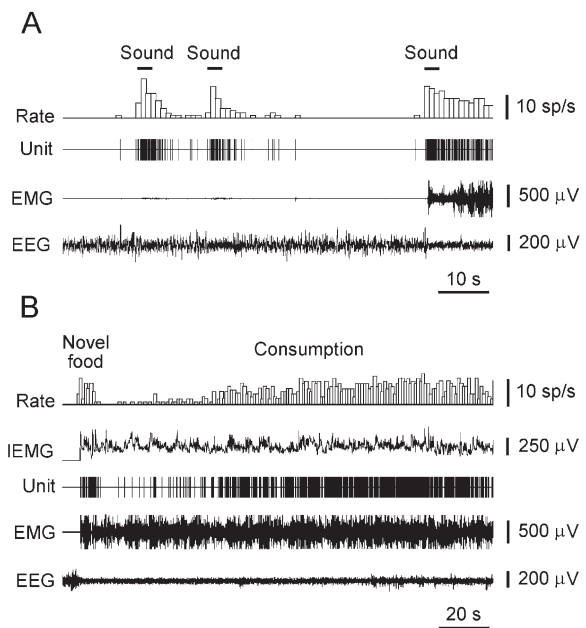 A
Sound Sound Sound
Rate 10 sp/s
Unit
EMG 500 μV
EEG 200 μV
10 s
B
Novel
food Consumption
Rate 10 sp/s
IEMG 250 μV
Unit
EMG 500 μV
EEG 200 μV
20 s